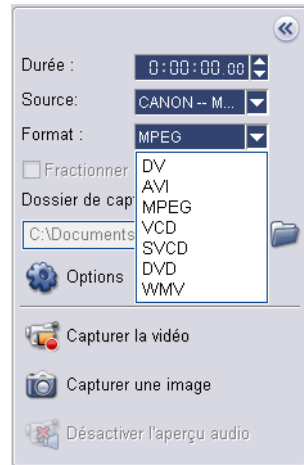 Durée :
0:00:00.00
Source:
CANON -- M...
Format :
MPEG
Fractionner
DV
AVI
MPEG
VCD
SVCD
DVD
WMV
Dossier de cap
C:\Documents
Options
Capturer la vidéo
Capturer une image
Désactiver l'aperçu audio